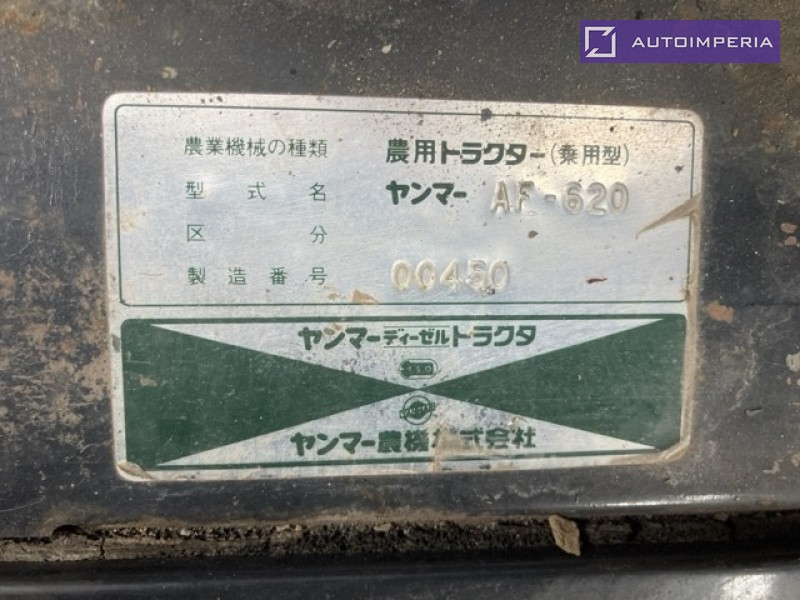 AUTOIMPERIA
農業機械の種類 農用トラクター(乗用型)
型式名 ヤンマー AF-620
区分
製造番号 00450
ヤンマーディーゼルトラクタ
ヤンマー農機株式会社